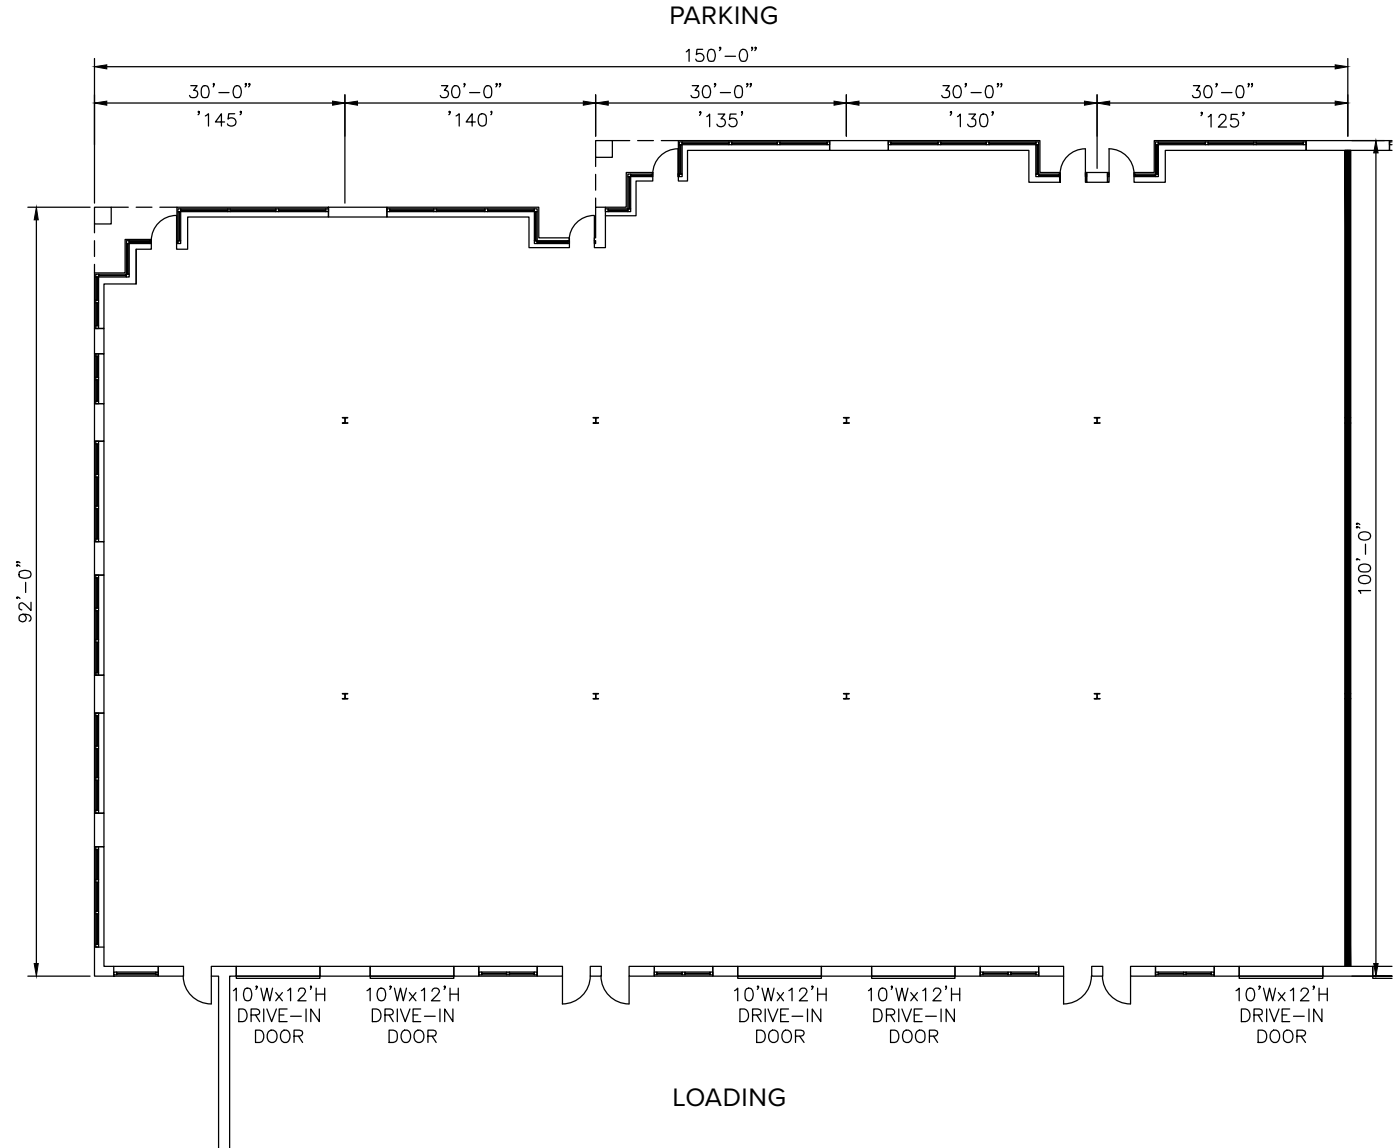 PARKING
150'-0"
30'-0" 30'-0" 30'-0" 30'-0" 30'-0"
'145' '140' '135' '130' '125'
92'-0"
100'-0"
10'Wx12'H 10'Wx12'H 10'Wx12'H 10'Wx12'H 10'Wx12'H
DRIVE-IN DRIVE-IN DRIVE-IN DRIVE-IN DRIVE-IN
DOOR DOOR DOOR DOOR DOOR
LOADING